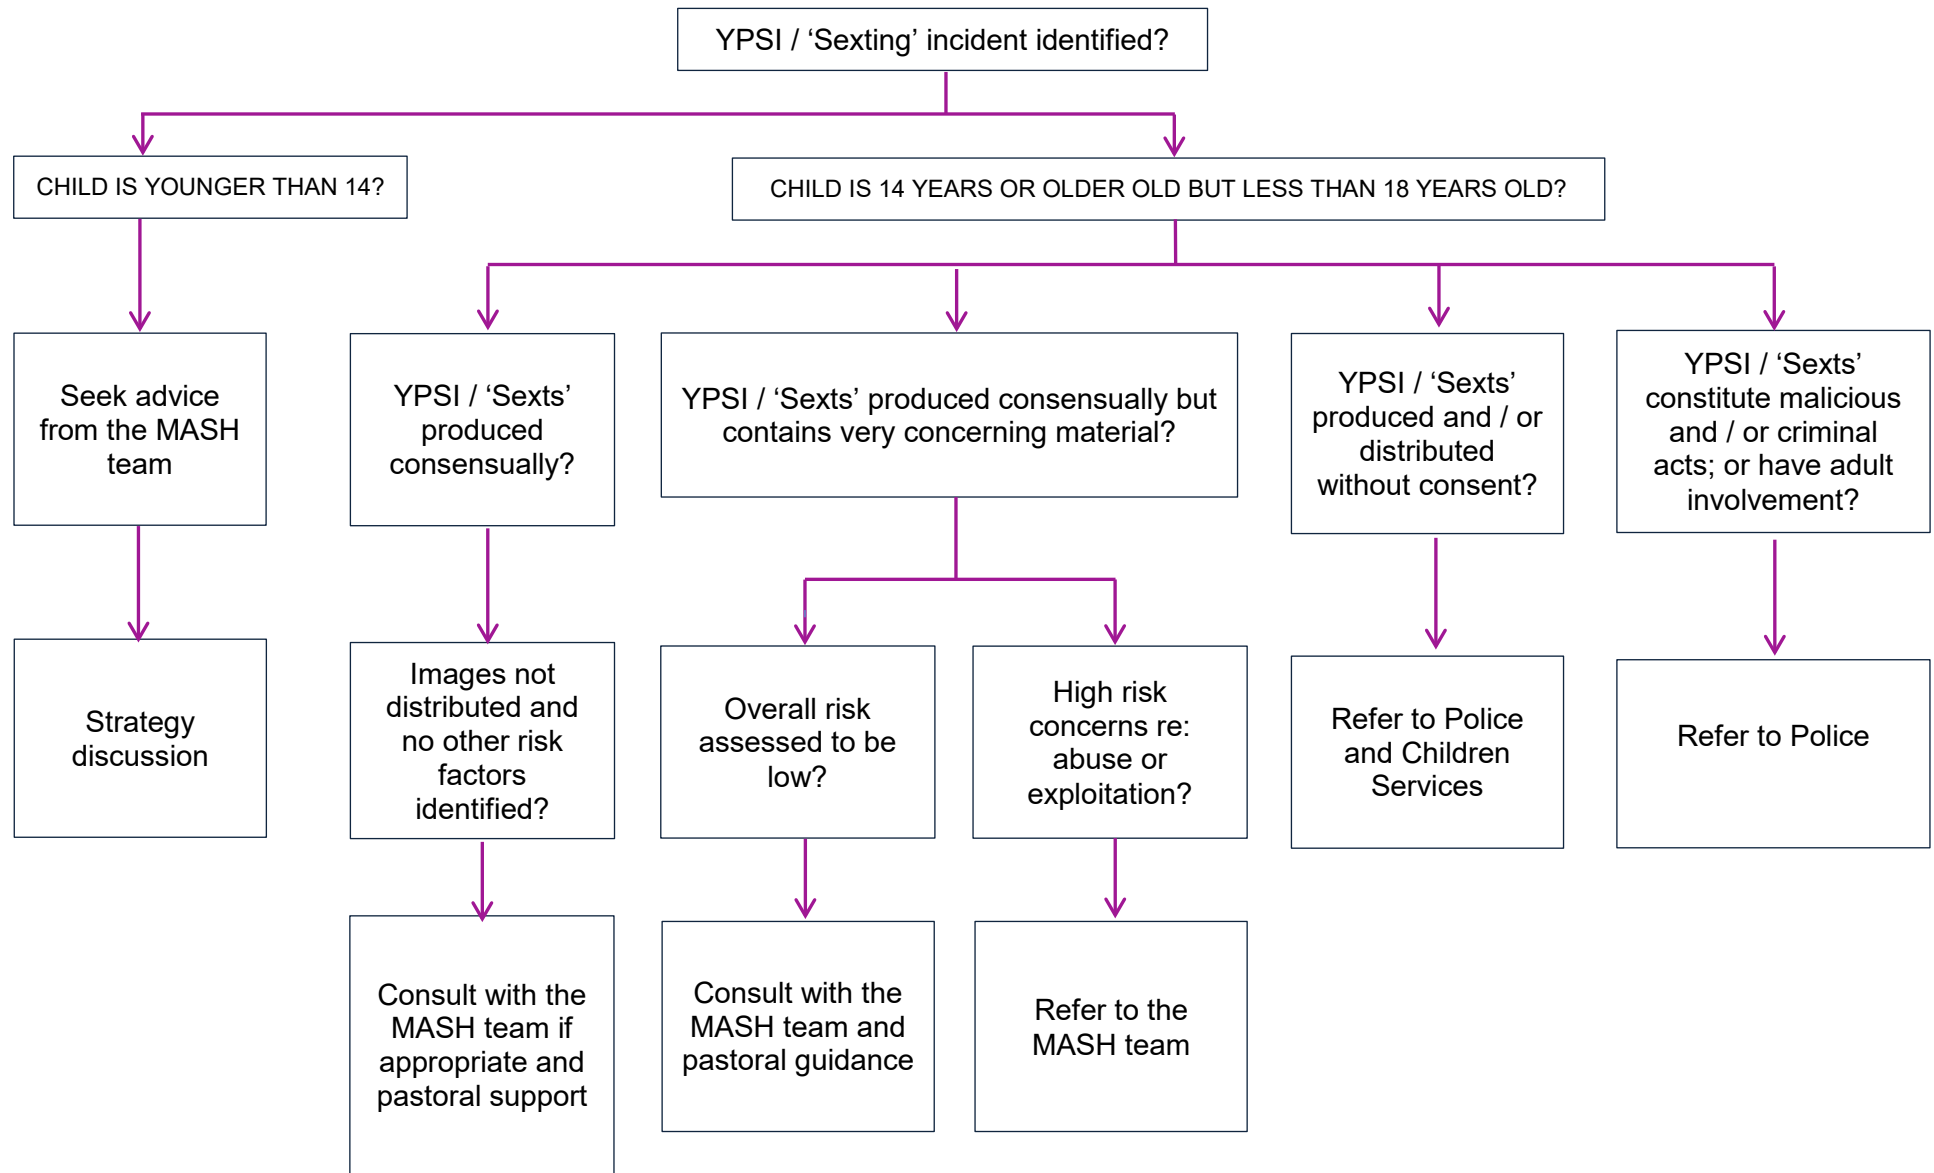 YPSI / ‘Sexting’ incident identified?
CHILD IS YOUNGER THAN 14?
CHILD IS 14 YEARS OR OLDER OLD BUT LESS THAN 18 YEARS OLD?
Seek advice
from the MASH
team
YPSI / ‘Sexts’
produced
consensually?
YPSI / ‘Sexts’ produced consensually but
contains very concerning material?
YPSI / ‘Sexts’
produced and / or
distributed
without consent?
YPSI / ‘Sexts’
constitute malicious
and / or criminal
acts; or have adult
involvement?
Strategy
discussion
Images not
distributed and
no other risk
factors
identified?
Overall risk
assessed to be
low?
High risk
concerns re:
abuse or
exploitation?
Refer to Police
and Children
Services
Refer to Police
Consult with the
MASH team if
appropriate and
pastoral support
Consult with the
MASH team and
pastoral guidance
Refer to the
MASH team